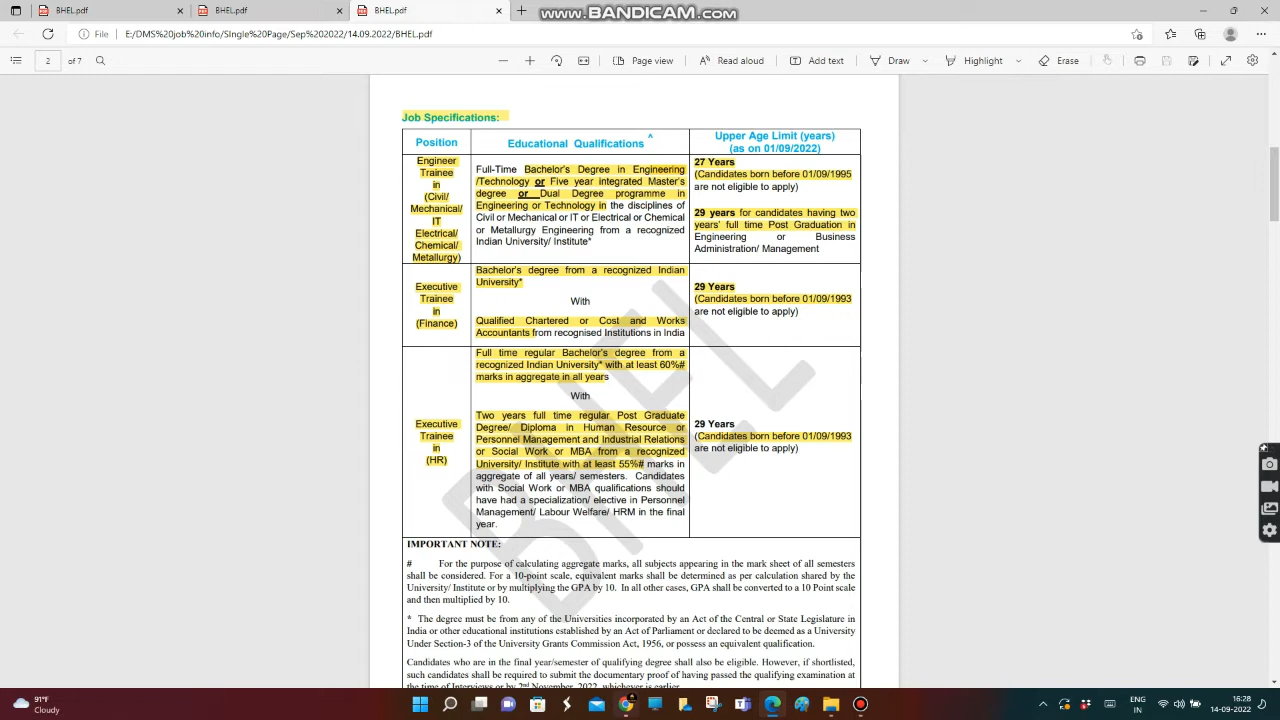 BHEL.pdf
BHEL.pdf
BHEL.pdf
www.BANDICAM.com
File
E:/DMS%20job%20info/SIngle%20Page/Sep%202022/14.09.2022/BHEL.pdf
2
of 7
Page view
Read aloud
Add text
Draw
Highlight
Erase
Job Specifications:
Position
Educational Qualifications ^
Upper Age Limit (years)
(as on 01/09/2022)
Engineer
Trainee
in
(Civil/
Mechanical/
IT
Electrical/
Chemical/
Metallurgy)
Full-Time Bachelor's Degree in Engineering
/Technology or Five year integrated Master's
degree or Dual Degree programme in
Engineering or Technology in the disciplines of
Civil or Mechanical or IT or Electrical or Chemical
or Metallurgy Engineering from a recognized
Indian University/ Institute*
27 Years
(Candidates born before 01/09/1995
are not eligible to apply)
29 years for candidates having two
years' full time Post Graduation in
Engineering or Business
Administration/ Management
Executive
Trainee
in
(Finance)
Bachelor's degree from a recognized Indian
University*
With
Qualified Chartered or Cost and Works
Accountants from recognised Institutions in India
29 Years
(Candidates born before 01/09/1993
are not eligible to apply)
Executive
Trainee
in
(HR)
Full time regular Bachelor's degree from a
recognized Indian University* with at least 60%#
marks in aggregate in all years
With
Two years full time regular Post Graduate
Degree/ Diploma in Human Resource or
Personnel Management and Industrial Relations
or Social Work or MBA from a recognized
University/ Institute with at least 55%# marks in
aggregate of all years/ semesters. Candidates
with Social Work or MBA qualifications should
have had a specialization/ elective in Personnel
Management/ Labour Welfare/ HRM in the final
year.
29 Years
(Candidates born before 01/09/1993
are not eligible to apply)
BHEL
IMPORTANT NOTE:
# For the purpose of calculating aggregate marks, all subjects appearing in the mark sheet of all semesters
shall be considered. For a 10-point scale, equivalent marks shall be determined as per calculation shared by the
University/ Institute or by multiplying the GPA by 10. In all other cases, GPA shall be converted to a 10 Point scale
and then multiplied by 10.
* The degree must be from any of the Universities incorporated by an Act of the Central or State Legislature in
India or other educational institutions established by an Act of Parliament or declared to be deemed as a University
Under Section-3 of the University Grants Commission Act, 1956, or possess an equivalent qualification.
Candidates who are in the final year/semester of qualifying degree shall also be eligible. However, if shortlisted,
such candidates shall be required to submit the documentary proof of having passed the qualifying examination at
the time of Interviews or by 2nd November, 2022, whichever is earlier.
91°F
Cloudy
ENG
IN
16:28
14-09-2022